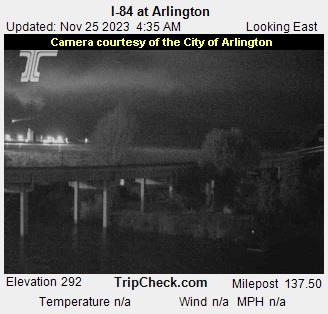 I-84 at Arlington
Updated: Nov 25 2023 4:35 AM Looking East
Camera courtesy of the City of Arlington
Elevation 292 TripCheck.com Milepost 137.50
Temperature n/a Wind n/a MPH n/a